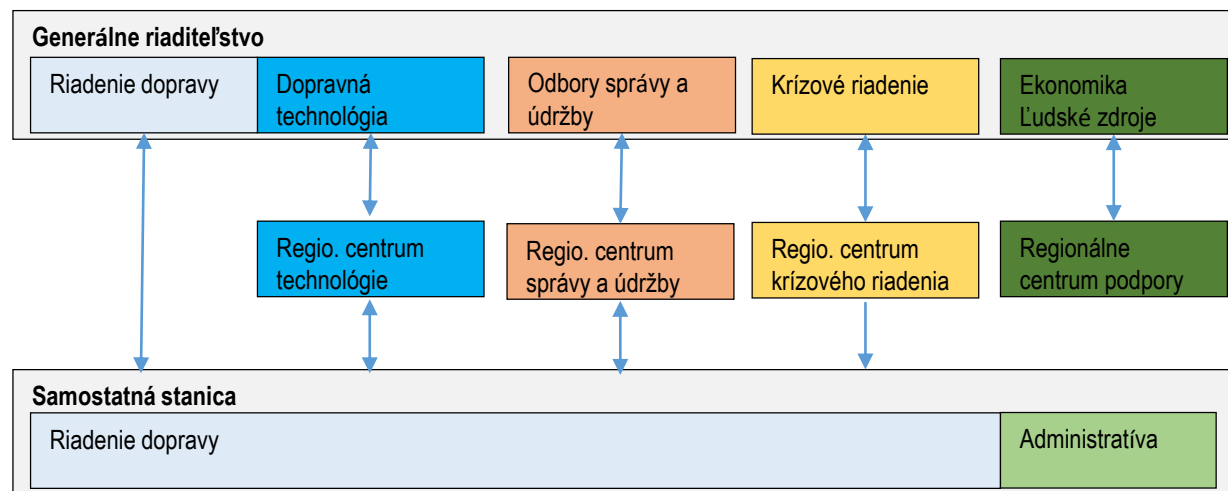 Generálne riaditeľstvo
Riadenie dopravy
Dopravná
technológia
Odbory správy a
údržby
Krízové riadenie
Ekonomika
Ľudské zdroje
Regio. centrum
technológie
Regio. centrum
správy a údržby
Regio. centrum
krízového riadenia
Regionálne
centrum podpory
Samostatná stanica
Riadenie dopravy
Administratíva